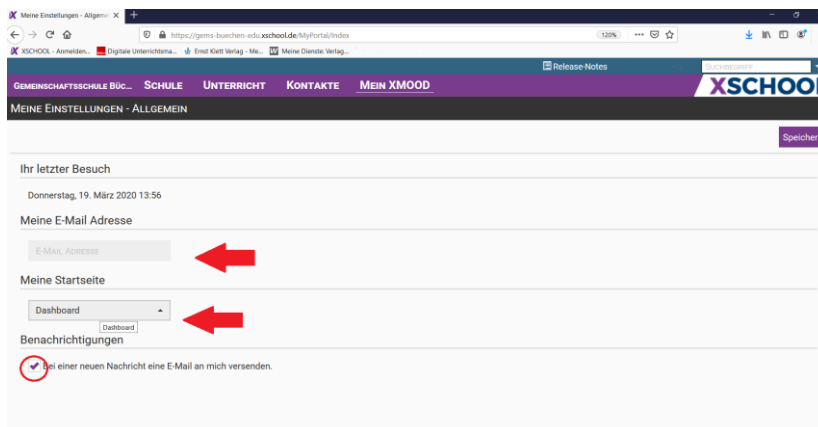 Meine Einstellungen - Allgemei
https://gems-buechen-edu.xschool.de/MyPortal/Index
120%
XSCHOOL - Anmelden... Digitale Unterrichtsma... Ernst Klett Verlag - Me... Meine Dienste: Verlag...
Release-Notes
SUCHBEGRIFF
GEMEINSCHAFTSSCHULE BÜC... SCHULE UNTERRICHT KONTAKTE MEIN XMOOD
XSCHOOL
MEINE EINSTELLUNGEN - ALLGEMEIN
Speicher
Ihr letzter Besuch
Donnerstag, 19. März 2020 13:56
Meine E-Mail Adresse
E-MAIL ADRESSE
Meine Startseite
Dashboard
Dashboard
Benachrichtigungen
Bei einer neuen Nachricht eine E-Mail an mich versenden.